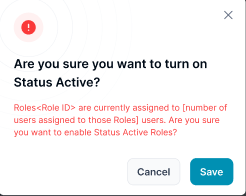 Are you sure you want to turn on
Status Active?
Roles<Role ID> are currently assigned to [number of
users assigned to those Roles] users. Are you sure
you want to enable Status Active Roles?
Cancel
Save